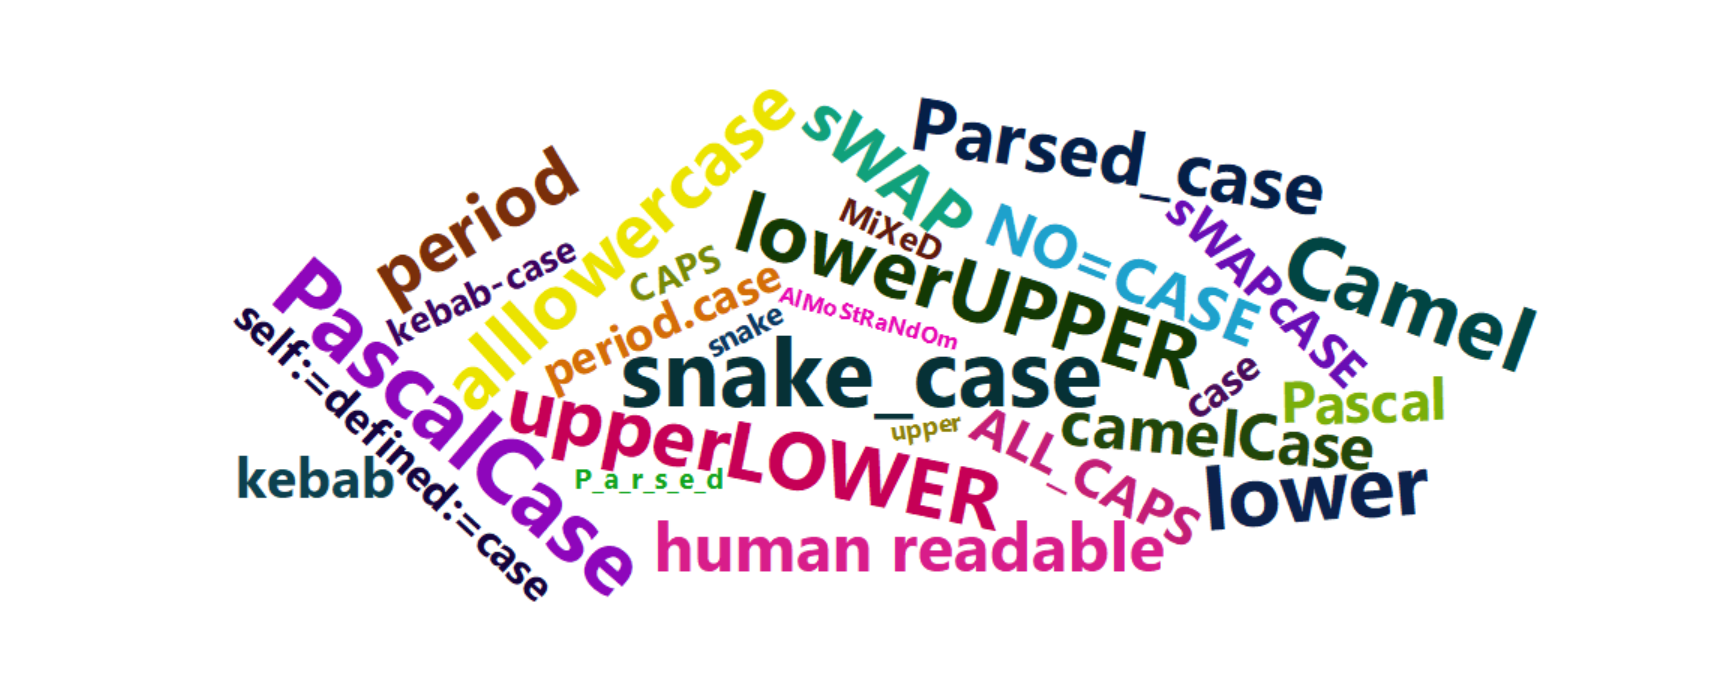 alllowercase
sWAP
Parsed_case
period
MiXeD
NO=CASE
sWAPcASE
Camel
kebab-case
CAPS
lowerUPPER
PascalCase
period.case
AlMoStRaNdOm
snake
self:=defined:=case
snake_case
case
Pascal
upperLOWER
upper
ALL_CAPS
camelCase
kebab
P_a_r_s_e_d
lower
human readable